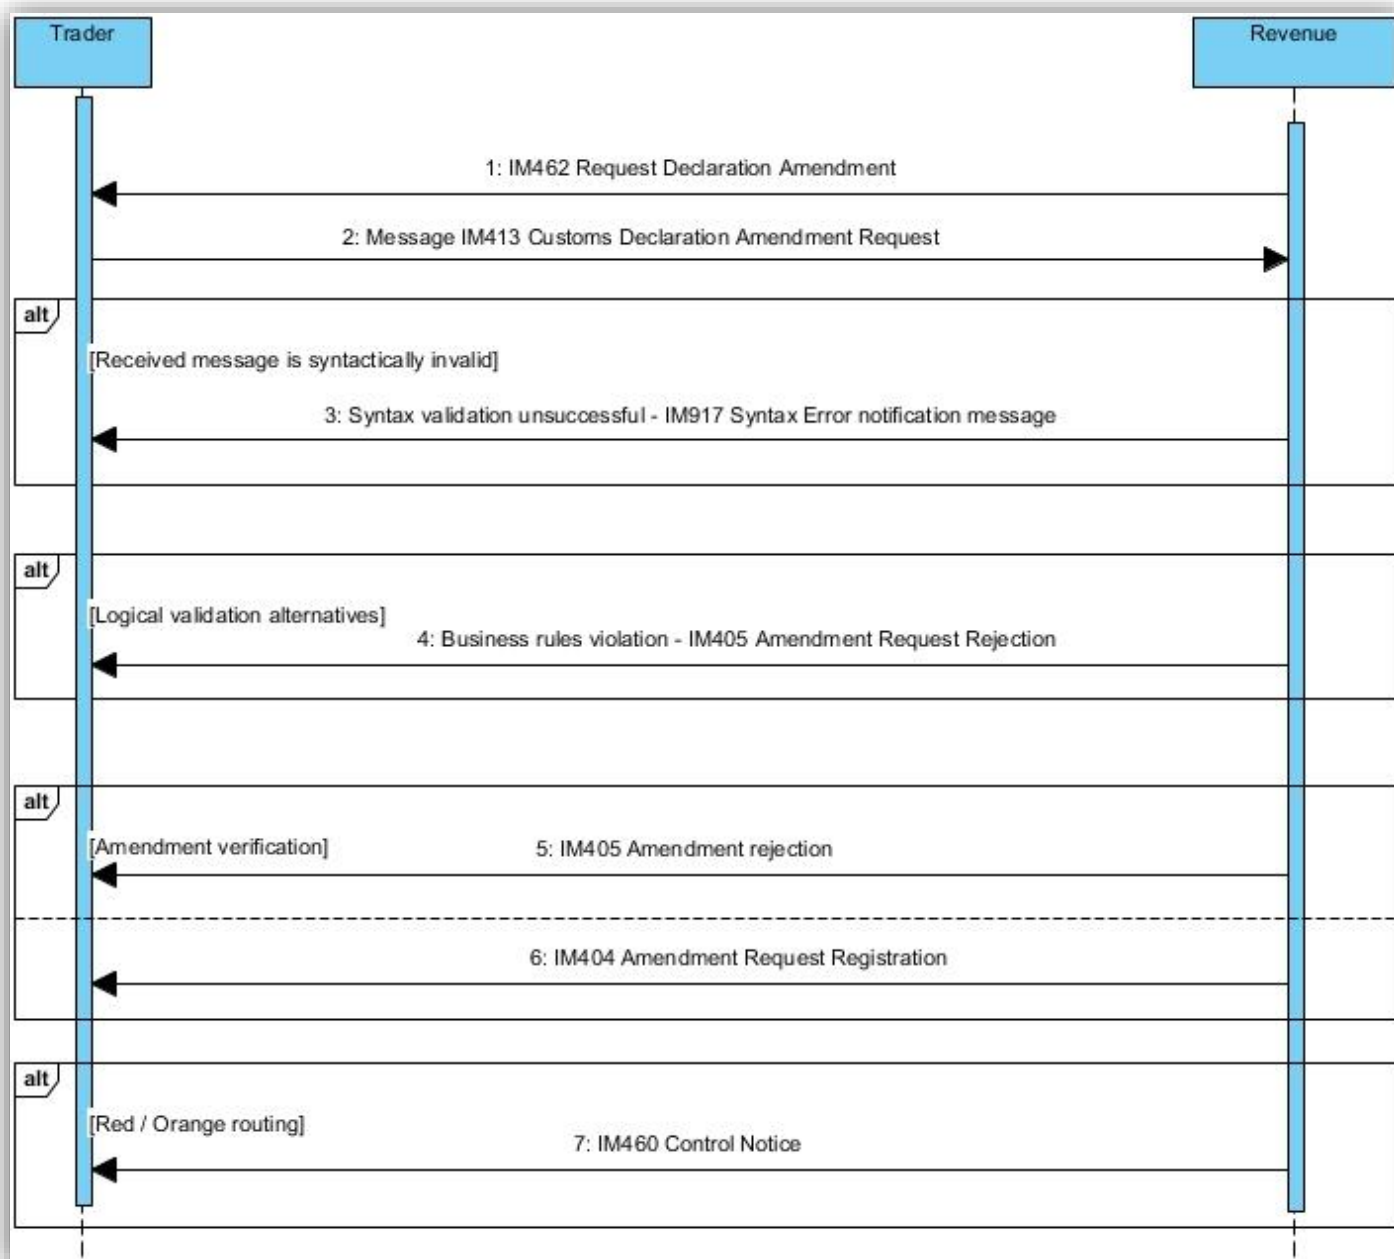 Trader
Revenue
1: IM462 Request Declaration Amendment
2: Message IM413 Customs Declaration Amendment Request
alt
[Received message is syntactically invalid]
3: Syntax validation unsuccessful - IM917 Syntax Error notification message
alt
[Logical validation alternatives]
4: Business rules violation - IM405 Amendment Request Rejection
alt
[Amendment verification]
5: IM405 Amendment rejection
6: IM404 Amendment Request Registration
alt
[Red / Orange routing]
7: IM460 Control Notice